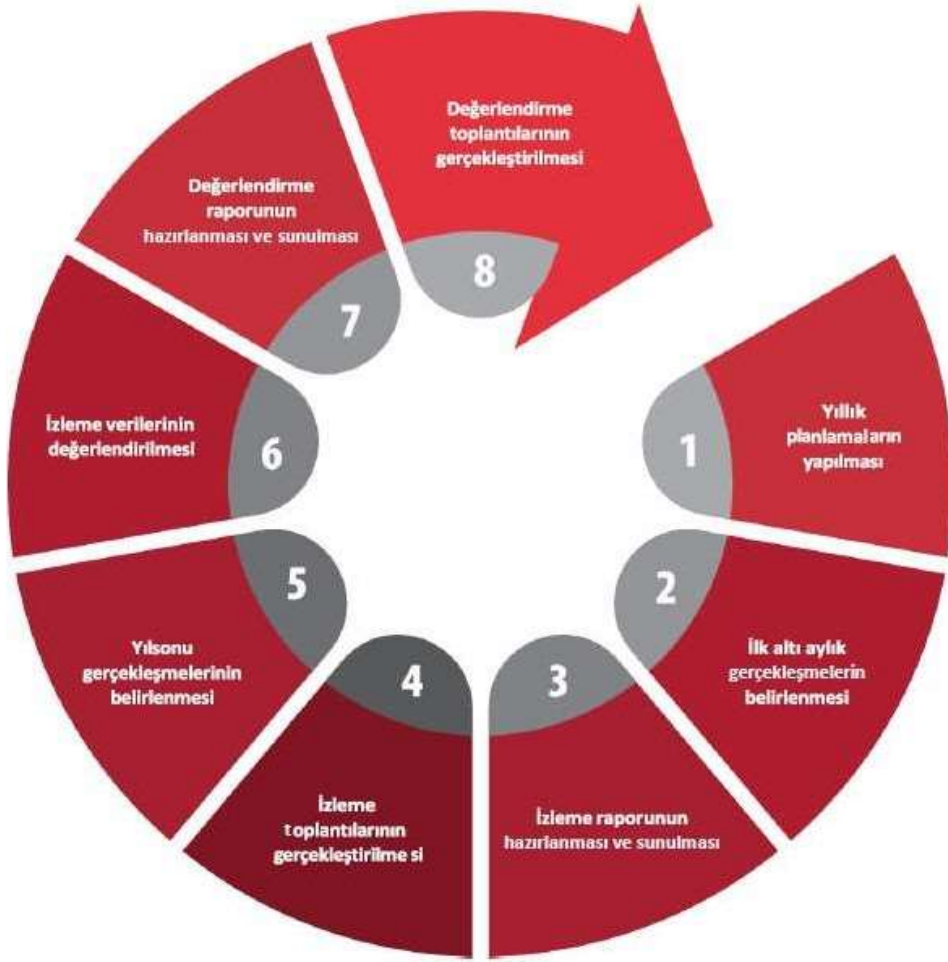 1
Yıllık
planlamaların
yapılması
2
İlk altı aylık
gerçekleşmelerin
belirlenmesi
3
İzleme raporunun
hazırlanması ve sunulması
4
İzleme
toplantılarının
gerçekleştirilme si
5
Yılsonu
gerçekleşmelerinin
belirlenmesi
6
İzleme verilerinin
değerlendirilmesi
7
Değerlendirme
raporunun
hazırlanması ve sunulması
8
Değerlendirme
toplantılarının
gerçekleştirilmesi